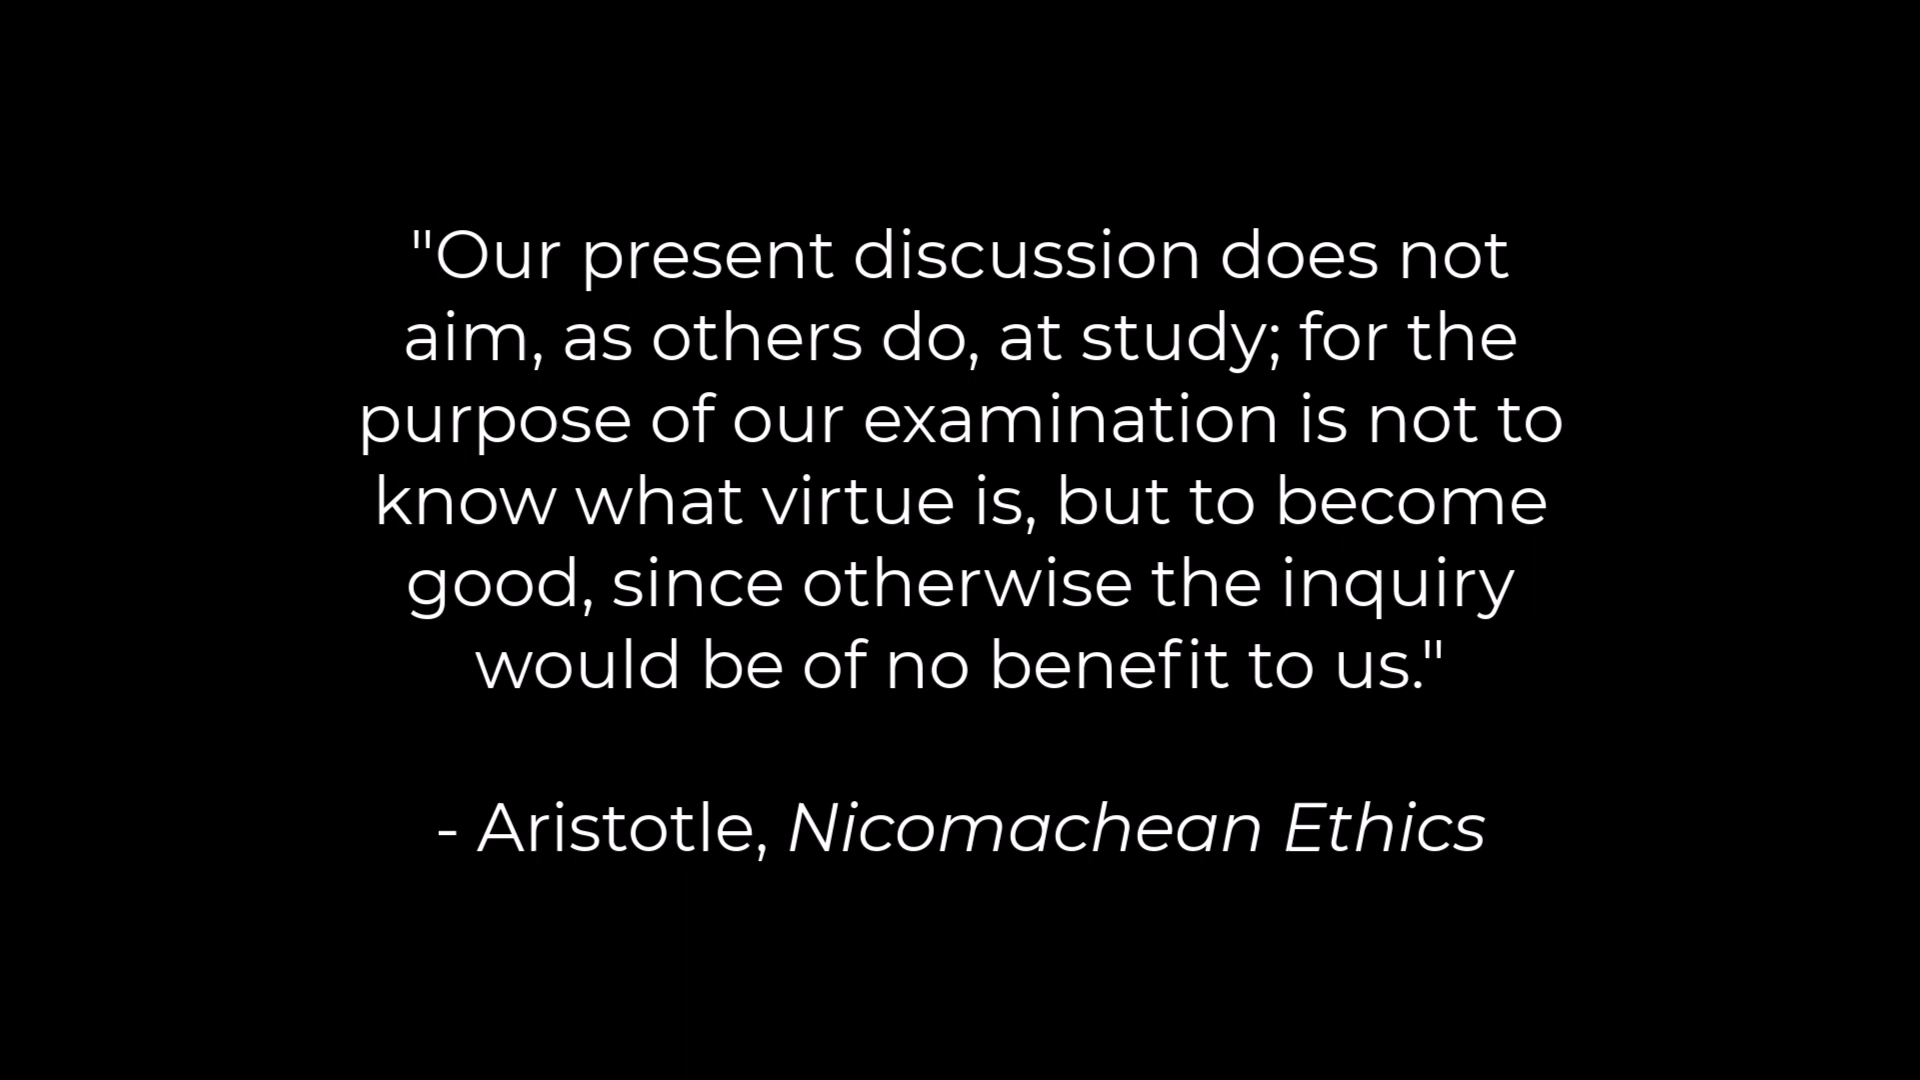 "Our present discussion does not
aim, as others do, at study; for the
purpose of our examination is not to
know what virtue is, but to become
good, since otherwise the inquiry
would be of no benefit to us."
- Aristotle, Nicomachean Ethics